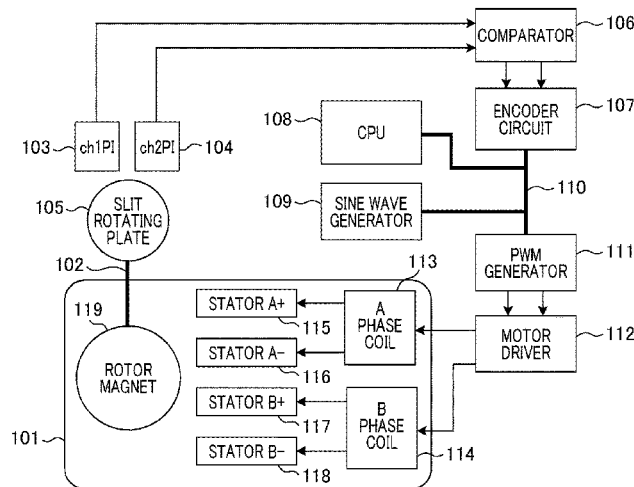 106
COMPARATOR
108
CPU
ENCODER
CIRCUIT
107
103
ch1PI
ch2PI
104
105
SLIT
ROTATING
PLATE
109
SINE WAVE
GENERATOR
110
102
PWM
GENERATOR
111
113
119
STATOR A+
115
A
PHASE
COIL
MOTOR
DRIVER
112
STATOR A-
116
ROTOR
MAGNET
STATOR B+
117
B
PHASE
COIL
101
STATOR B-
118
114